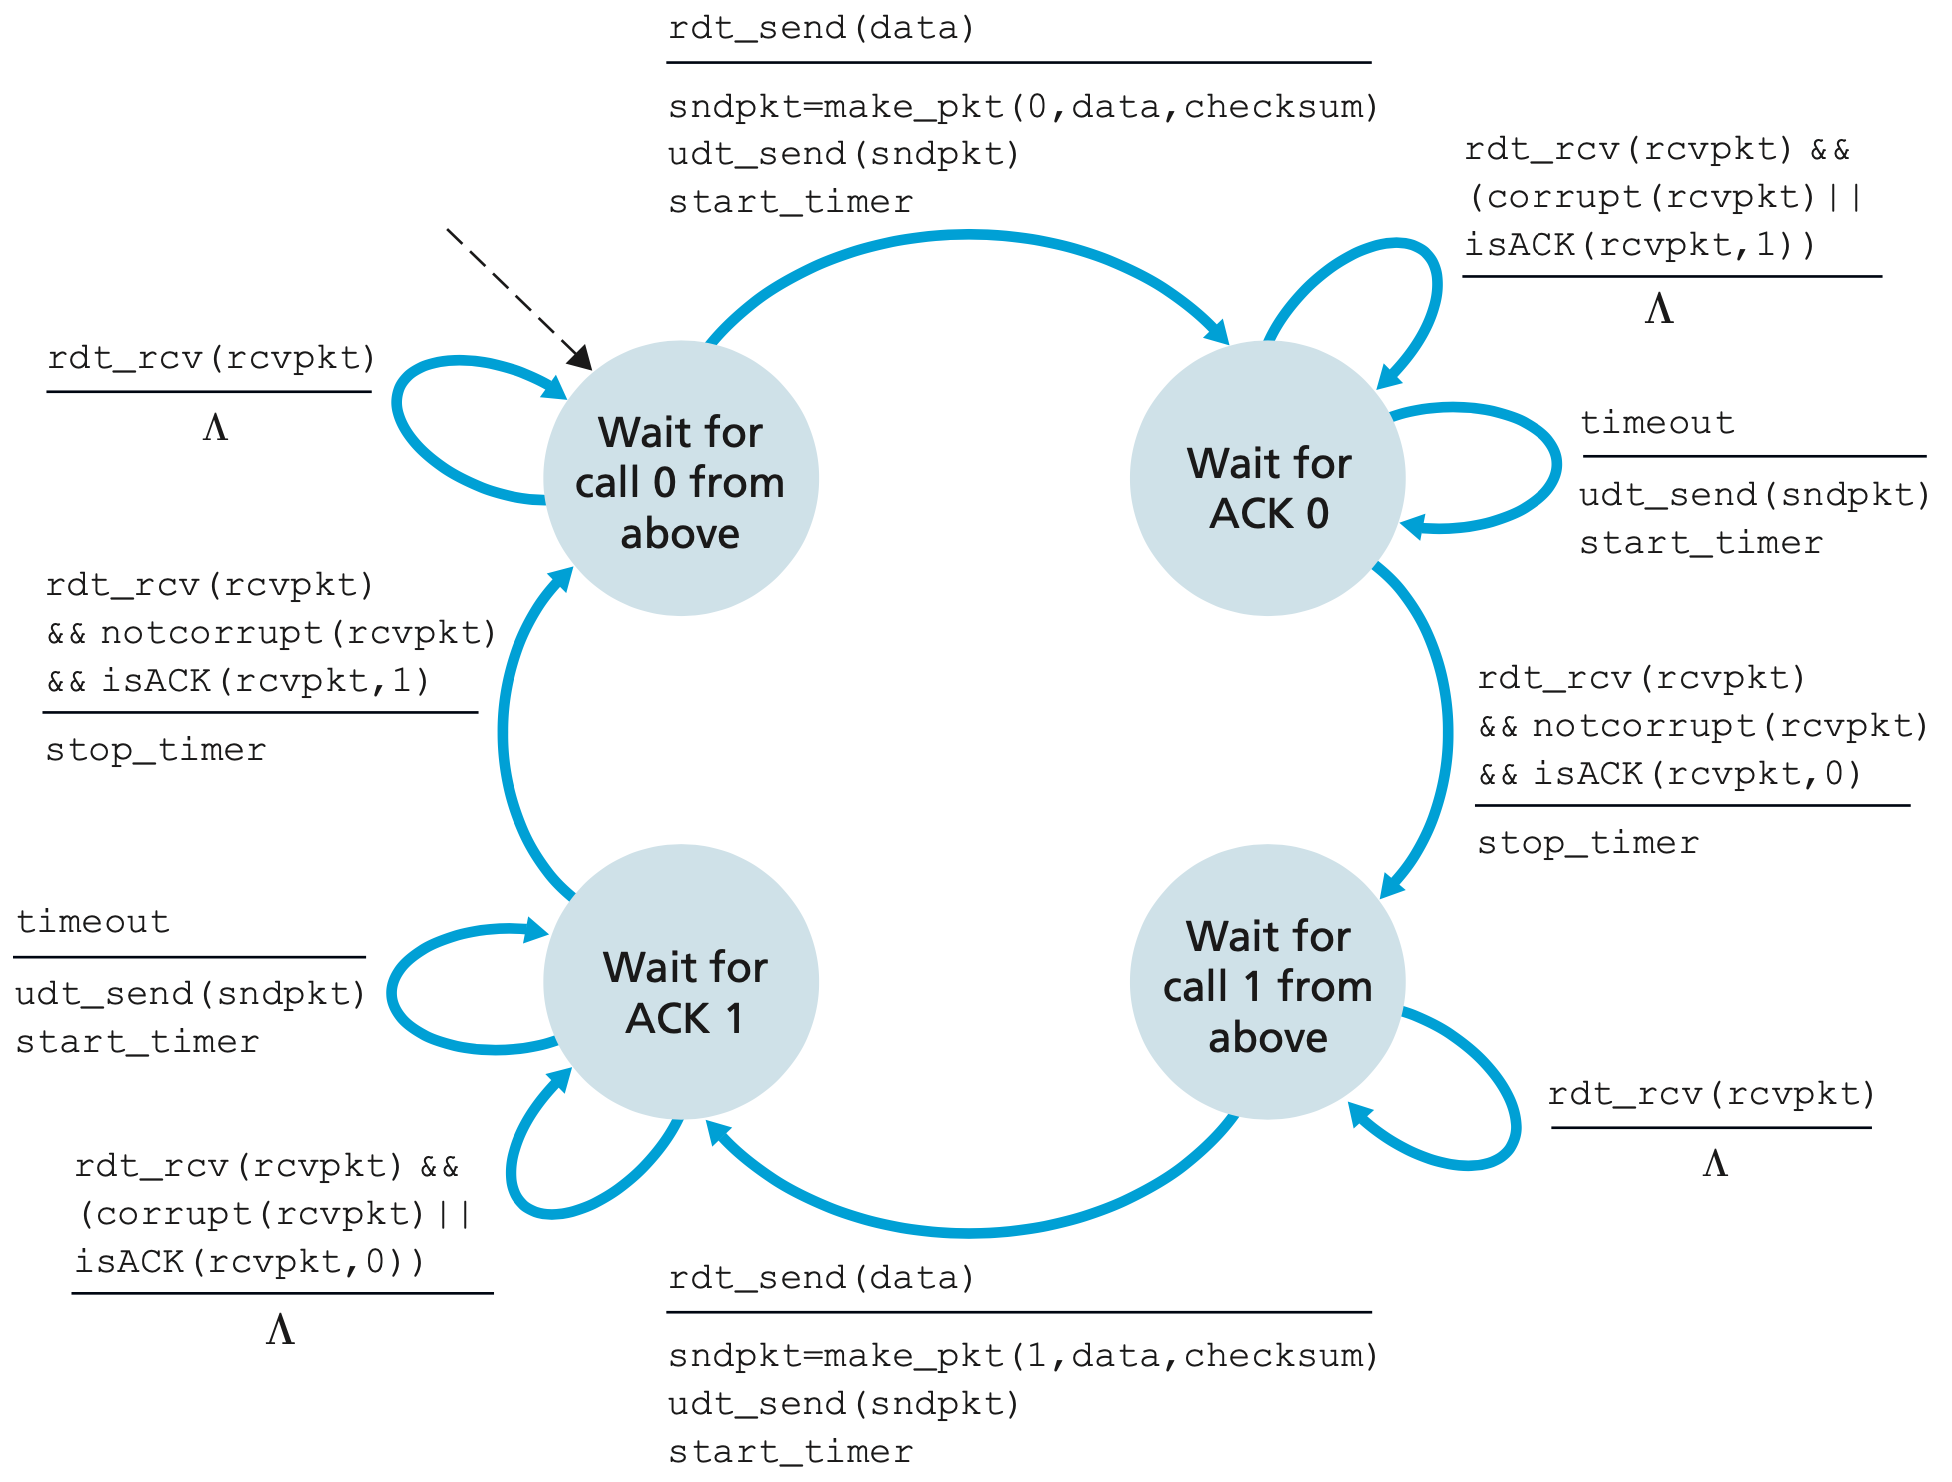 rdt_send(data)
sndpkt=make_pkt(0,data,checksum)
udt_send(sndpkt)
start_timer
rdt_rcv(rcvpkt) &&
(corrupt(rcvpkt)||
isACK(rcvpkt,1))
Λ
rdt_rcv(rcvpkt)
Λ
Wait for
call 0 from
above
Wait for
ACK 0
timeout
udt_send(sndpkt)
start_timer
rdt_rcv(rcvpkt)
&& notcorrupt(rcvpkt)
&& isACK(rcvpkt,1)
stop_timer
rdt_rcv(rcvpkt)
&& notcorrupt(rcvpkt)
&& isACK(rcvpkt,0)
stop_timer
timeout
udt_send(sndpkt)
start_timer
Wait for
ACK 1
Wait for
call 1 from
above
rdt_rcv(rcvpkt)
Λ
rdt_rcv(rcvpkt) &&
(corrupt(rcvpkt)||
isACK(rcvpkt,0))
Λ
rdt_send(data)
sndpkt=make_pkt(1,data,checksum)
udt_send(sndpkt)
start_timer